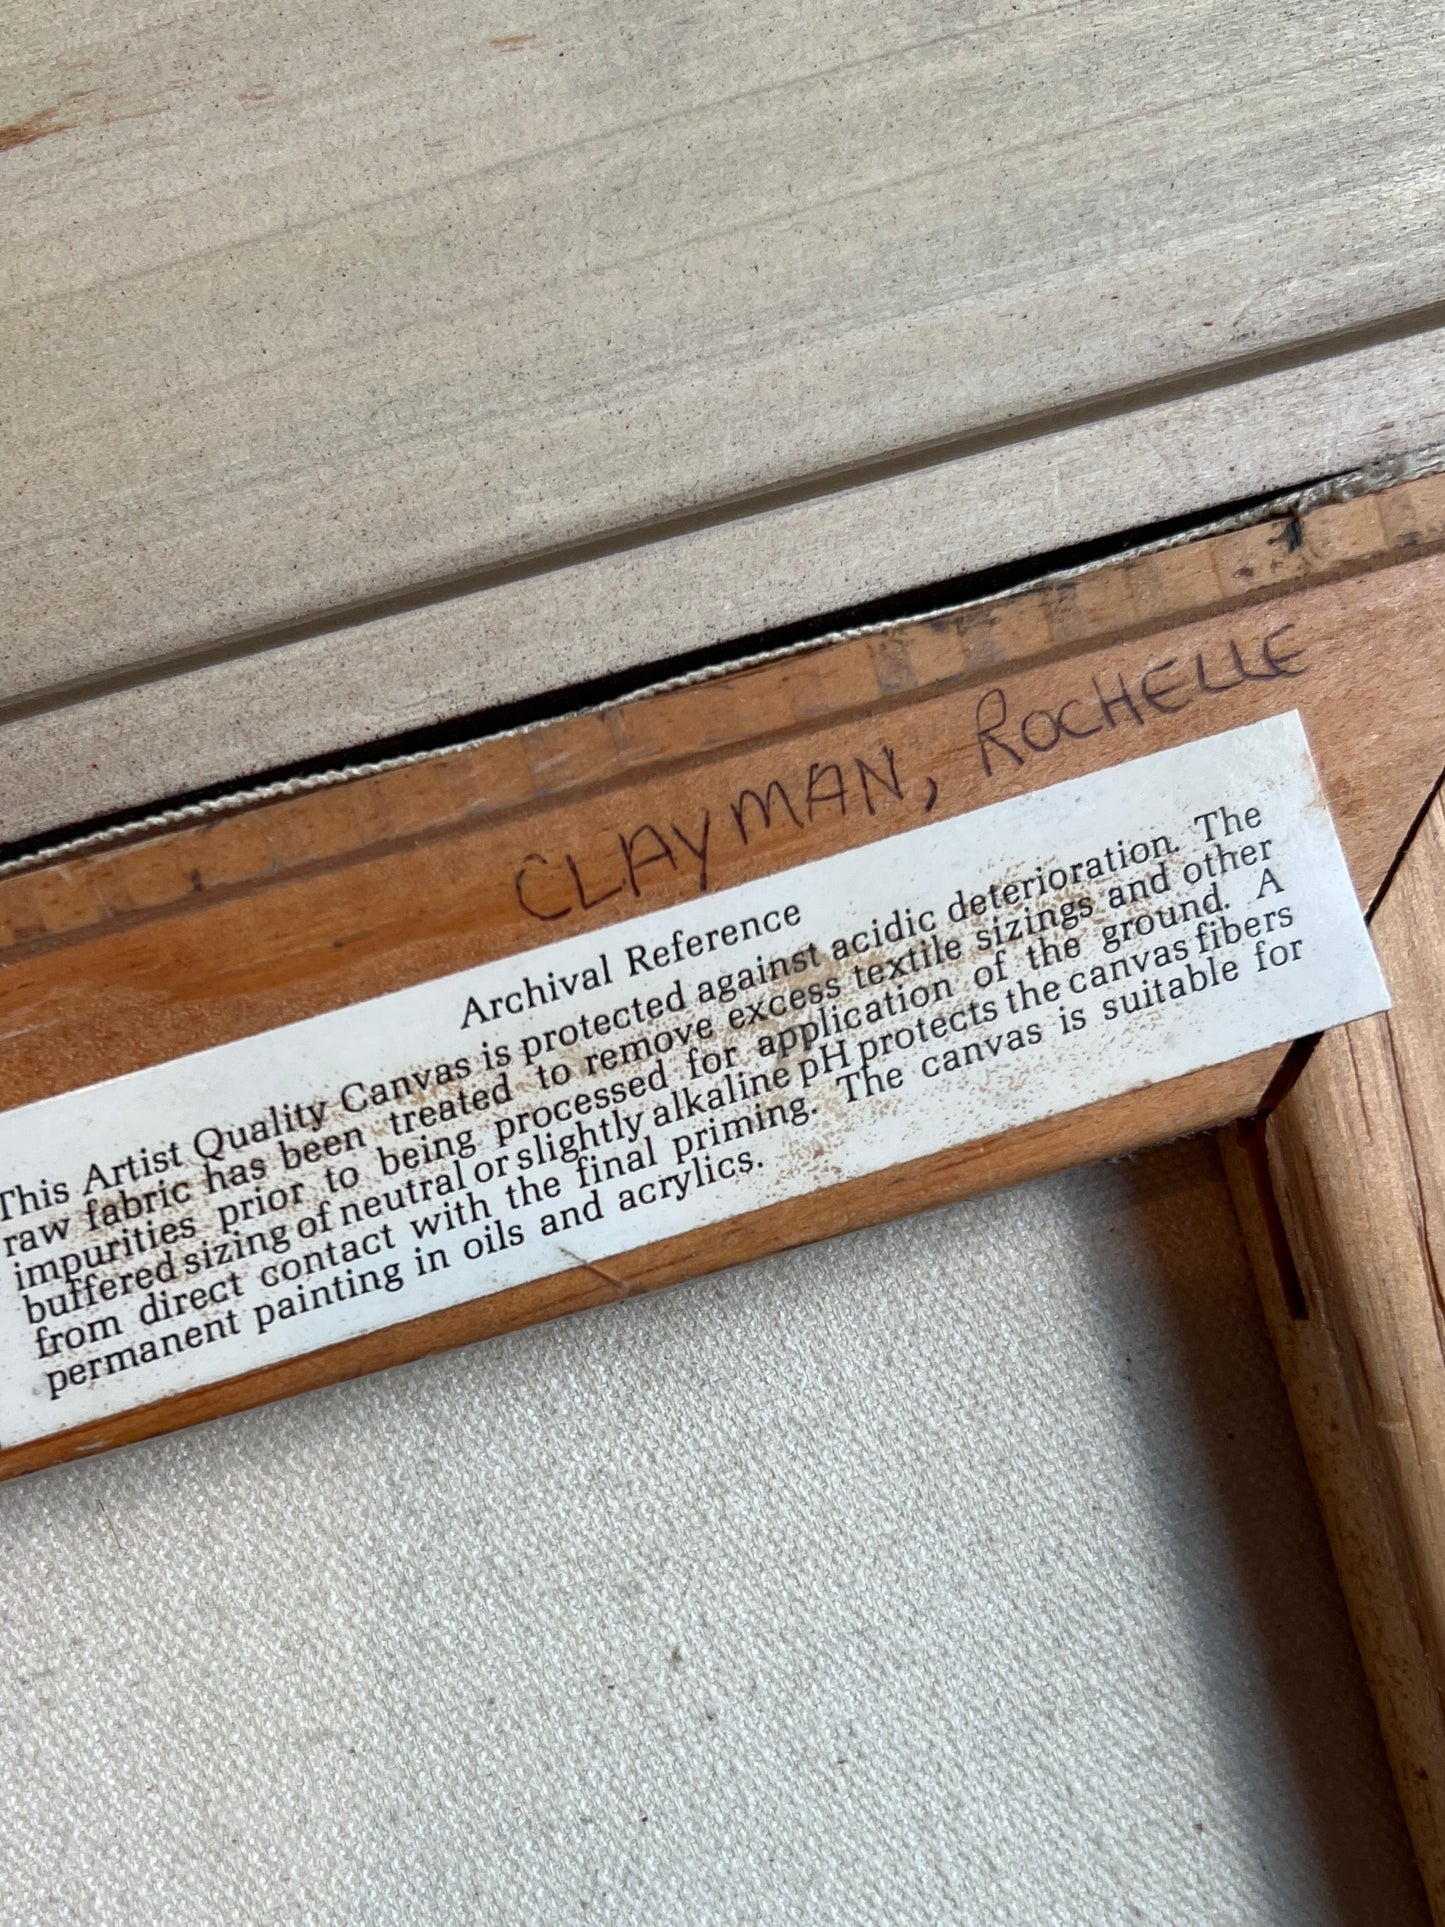 CLAYMAN, ROCHELLE
Archival Reference
This Artist Quality Canvas is protected against acidic deterioration. The
raw fabric has been treated to remove excess textile sizings and other
impurities prior to being processed for application of the ground. A
buffered sizing of neutral or slightly alkaline pH protects the canvas fibers
from direct contact with the final priming. The canvas is suitable for
permanent painting in oils and acrylics.